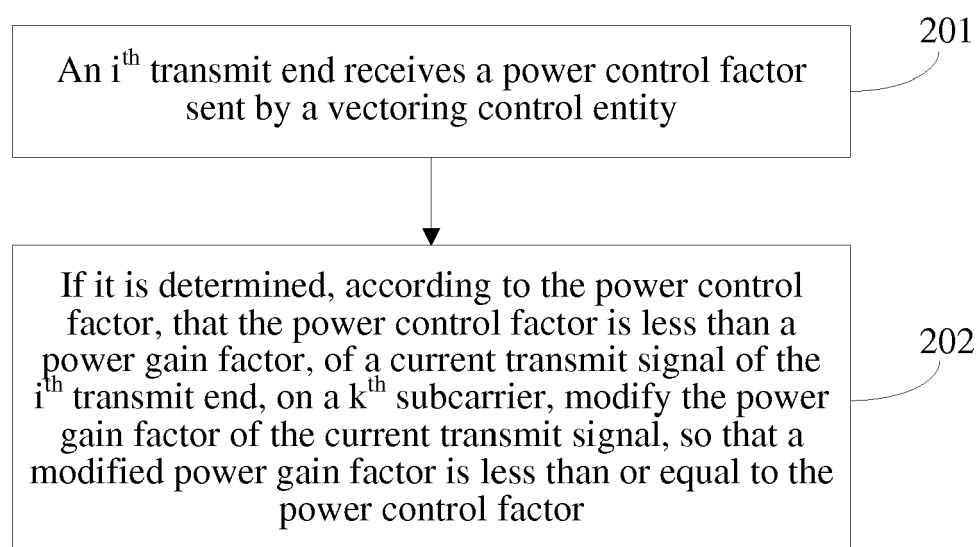 201
An i^th transmit end receives a power control factor
sent by a vectoring control entity
If it is determined, according to the power control
factor, that the power control factor is less than a
power gain factor, of a current transmit signal of the
i^th transmit end, on a k^th subcarrier, modify the power
gain factor of the current transmit signal, so that a
modified power gain factor is less than or equal to the
power control factor
202